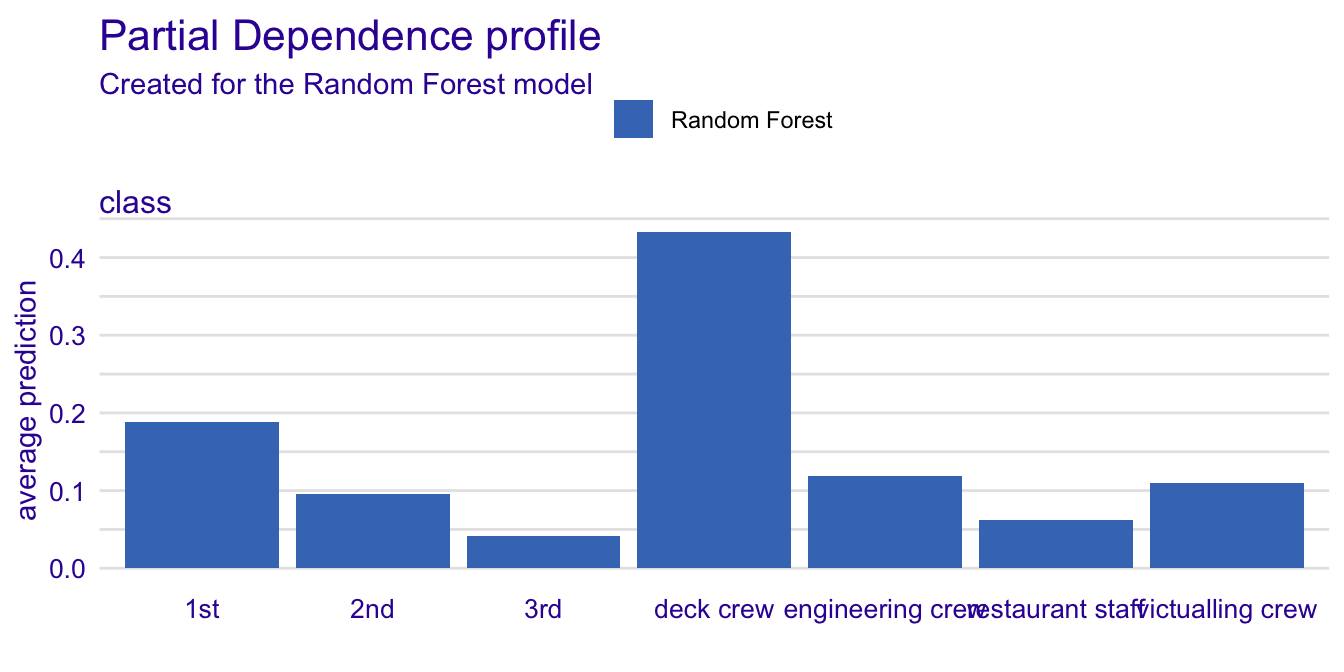 Partial Dependence profile
Created for the Random Forest model
Random Forest
class
average prediction
0.4
0.3
0.2
0.1
0.0
1st
2nd
3rd
deck crew
engineering crew
restaurant staff
victualling crew